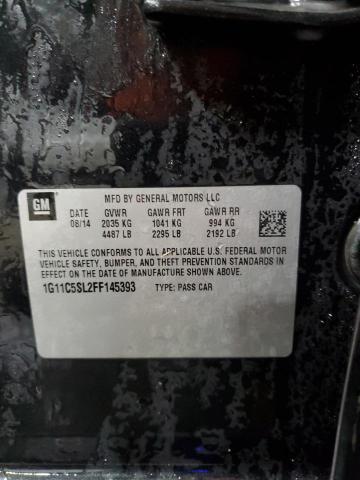 GM
MFD BY GENERAL MOTORS LLC
DATE GVWR GAWR FRT GAWR RR
08/14 2035 KG 1041 KG 994 KG
4487 LB 2295 LB 2192 LB
THIS VEHICLE CONFORMS TO ALL APPLICABLE U.S. FEDERAL MOTOR
VEHICLE SAFETY, BUMPER, AND THEFT PREVENTION STANDARDS IN
EFFECT ON THE DATE OF MANUFACTURE SHOWN ABOVE.
1G11C5SL2FF145393 TYPE: PASS CAR